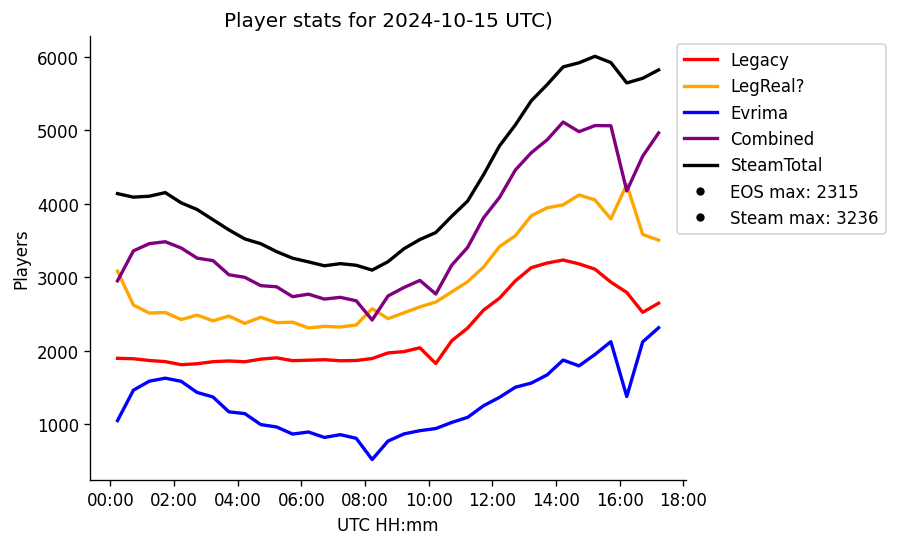 Player stats for 2024-10-15 UTC)
Players
6000
5000
4000
3000
2000
1000
00:00 02:00 04:00 06:00 08:00 10:00 12:00 14:00 16:00 18:00
UTC HH:mm
Legacy
LegReal?
Evrima
Combined
SteamTotal
EOS max: 2315
Steam max: 3236